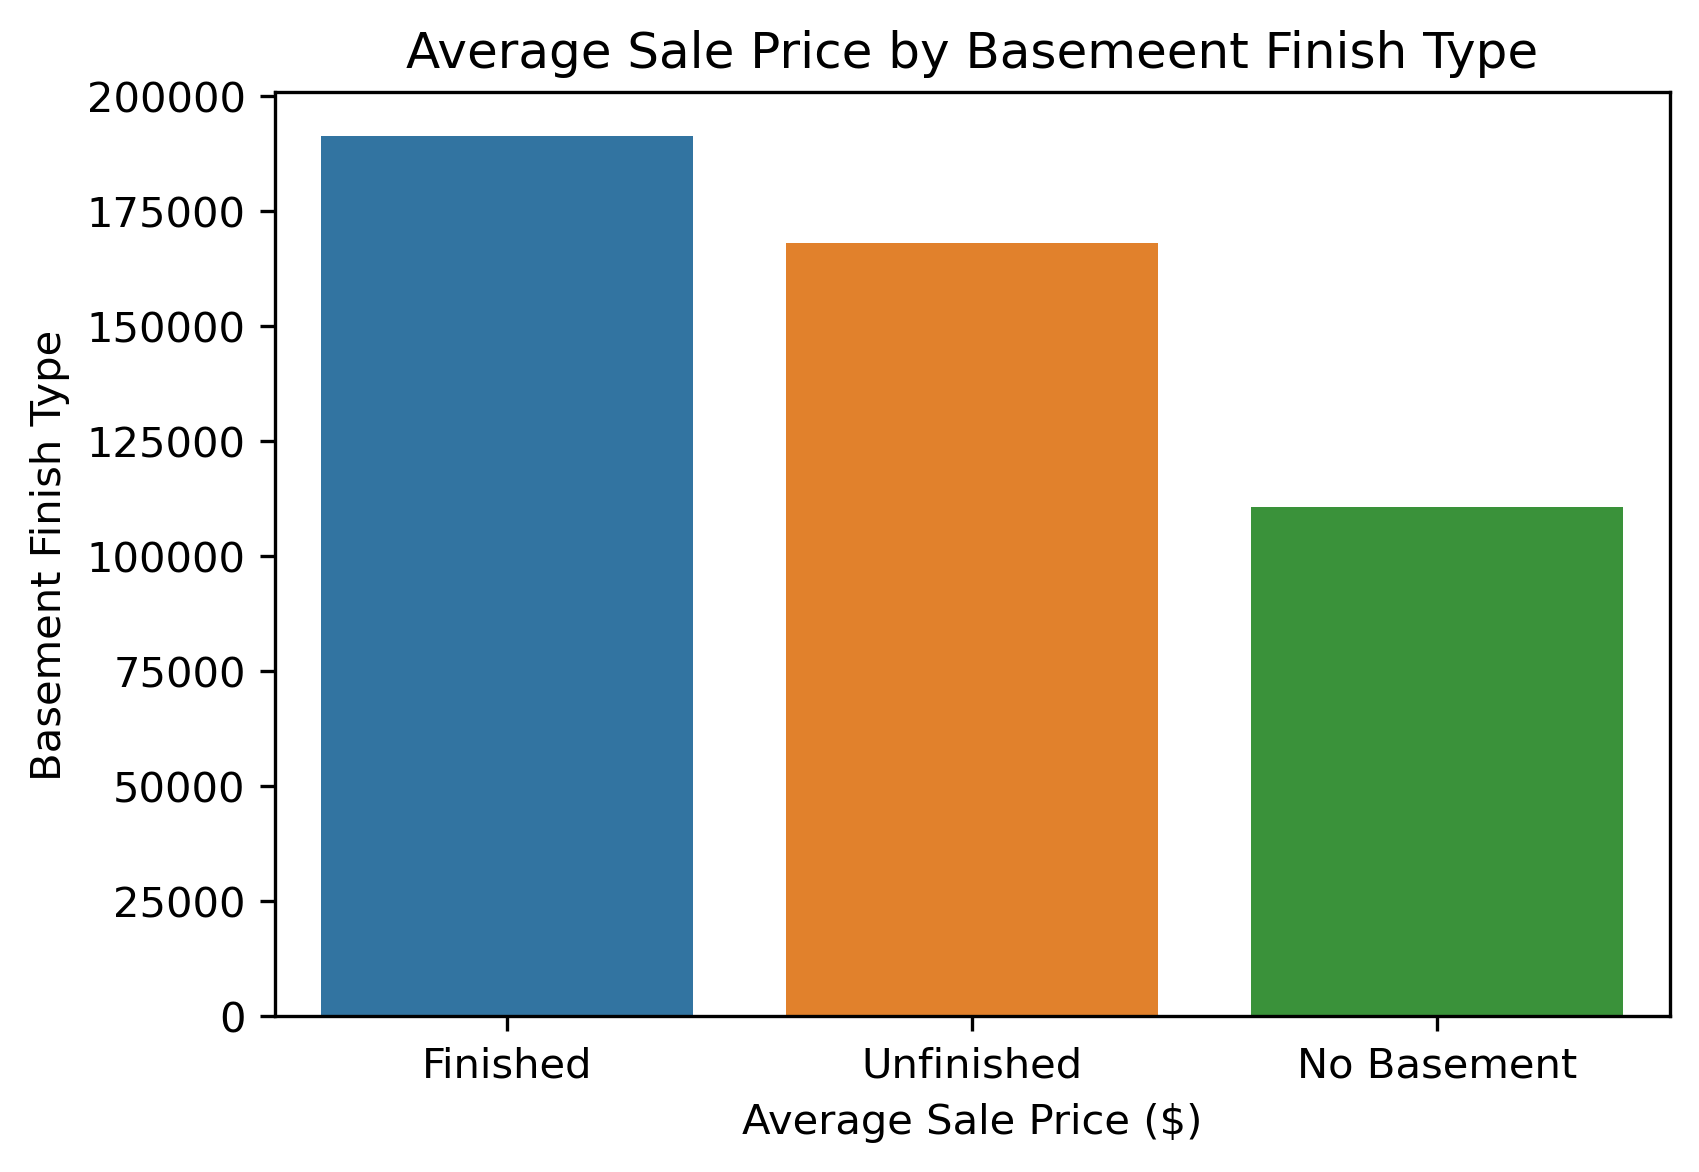 Average Sale Price by Basemeent Finish Type
200000
175000
150000
125000
100000
75000
50000
25000
0
Basement Finish Type
Finished
Unfinished
No Basement
Average Sale Price ($)